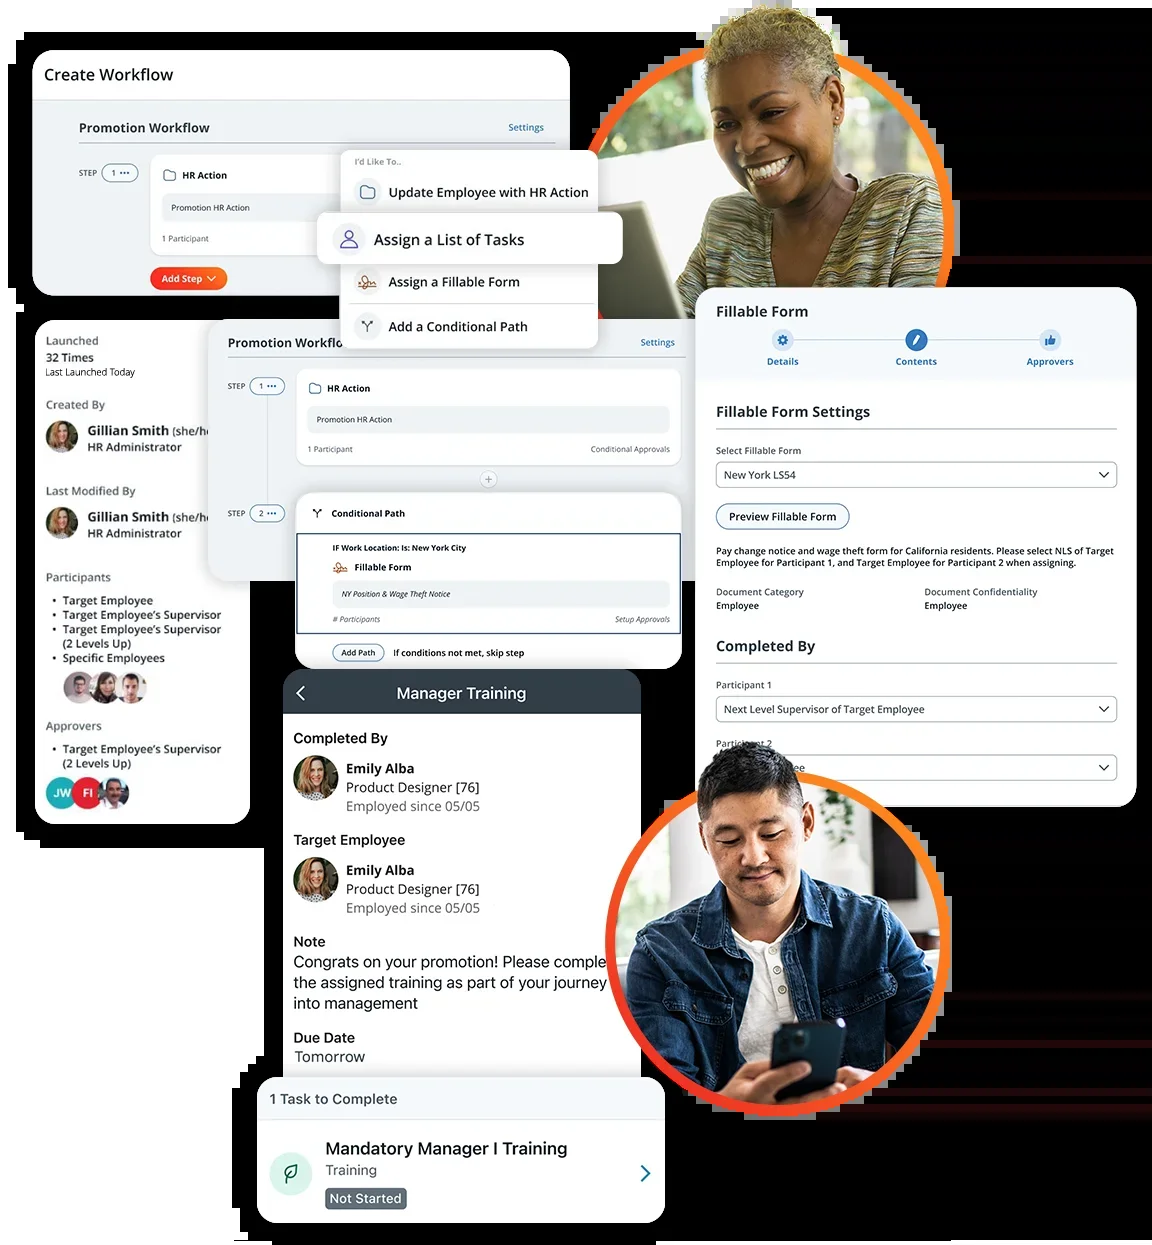 Create Workflow
Promotion Workflow
Settings
STEP 1
HR Action
Promotion HR Action
1 Participant
Add Step
I'd Like To..
Update Employee with HR Action
Assign a List of Tasks
Assign a Fillable Form
Add a Conditional Path
Launched
32 Times
Last Launched Today
Created By
Gillian Smith (she/he
HR Administrator
Last Modified By
Gillian Smith (she/he
HR Administrator
Participants
• Target Employee
• Target Employee's Supervisor
• Target Employee's Supervisor
(2 Levels Up)
• Specific Employees
Approvers
• Target Employee's Supervisor
(2 Levels Up)
JW FI
Promotion Workflo
Settings
STEP 1
HR Action
Promotion HR Action
1 Participant
Conditional Approvals
STEP 2
Conditional Path
IF Work Location: Is: New York City
Fillable Form
NY Position & Wage Theft Notice
# Participants
Setup Approvals
Add Path
If conditions not met, skip step
Fillable Form
Details
Contents
Approvers
Fillable Form Settings
Select Fillable Form
New York LS54
Preview Fillable Form
Pay change notice and wage theft form for California residents. Please select NLS of Target
Employee for Participant 1, and Target Employee for Participant 2 when assigning.
Document Category
Employee
Document Confidentiality
Employee
Completed By
Participant 1
Next Level Supervisor of Target Employee
Participant 2
ee
Manager Training
Completed By
Emily Alba
Product Designer [76]
Employed since 05/05
Target Employee
Emily Alba
Product Designer [76]
Employed since 05/05
Note
Congrats on your promotion! Please comple
the assigned training as part of your journey
into management
Due Date
Tomorrow
1 Task to Complete
Mandatory Manager I Training
Training
Not Started